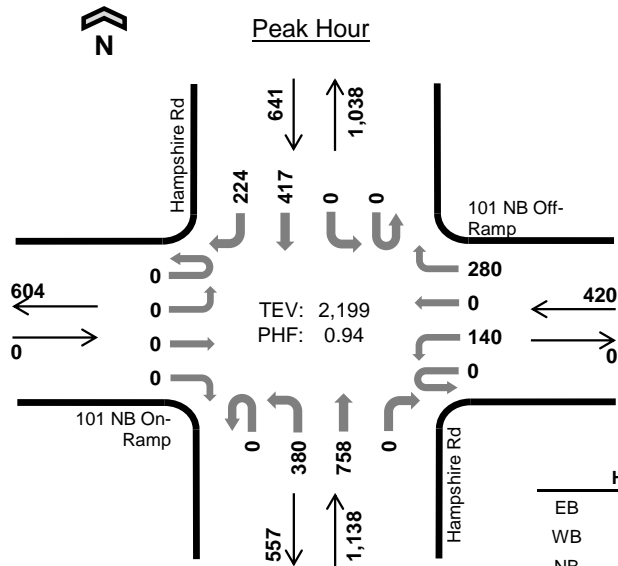 Peak Hour
N
Hampshire Rd
641
1,038
224
417
0
0
101 NB Off-
Ramp
0
280
604
0
0
420
TEV: 2,199
PHF: 0.94
0
0
140
0
0
0
101 NB On-
Ramp
0
380
758
0
Hampshire Rd
557
1,138
H
EB
WB
NB